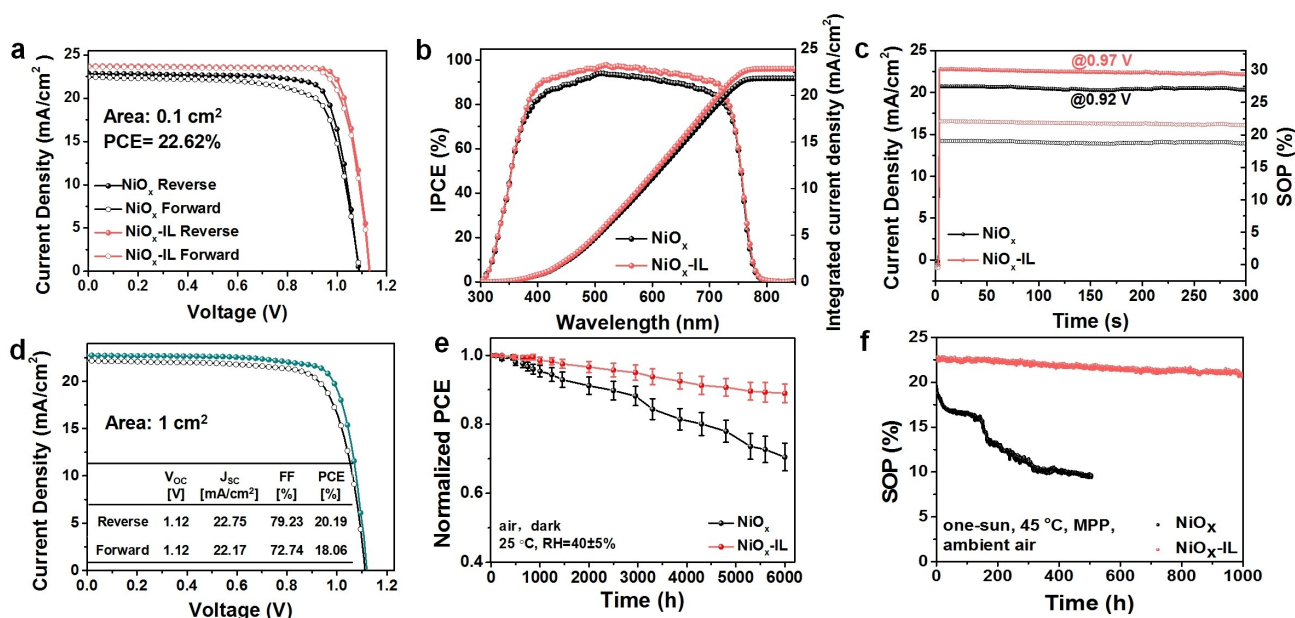 a
Current Density (mA/cm²)
25
20
15
10
5
0
Area: 0.1 cm²
PCE= 22.62%
NiOₓ Reverse
NiOₓ Forward
NiOₓ-IL Reverse
NiOₓ-IL Forward
0.0 0.2 0.4 0.6 0.8 1.0 1.2
Voltage (V)
b
IPCE (%)
100
80
60
40
20
0
NiOₓ
NiOₓ-IL
300 400 500 600 700 800
Wavelength (nm)
25
20
15
10
5
0
Integrated current density (mA/cm²)
c
Current Density (mA/cm²)
25
20
15
10
5
0
@0.97 V
@0.92 V
NiOₓ
NiOₓ-IL
0 50 100 150 200 250 300
Time (s)
30
25
20
15
10
5
0
SOP (%)
d
Current Density (mA/cm²)
25
20
15
10
5
0
Area: 1 cm²
V_OC J_SC FF PCE
[V] [mA/cm²] [%] [%]
Reverse 1.12 22.75 79.23 20.19
Forward 1.12 22.17 72.74 18.06
0.0 0.2 0.4 0.6 0.8 1.0 1.2
Voltage (V)
e
Normalized PCE
1.0
0.8
0.6
0.4
air, dark
25 °C, RH=40±5%
NiOₓ
NiOₓ-IL
0 1000 2000 3000 4000 5000 6000
Time (h)
f
SOP (%)
25
20
15
10
5
0
one-sun, 45 °C, MPP,
ambient air
NiOₓ
NiOₓ-IL
0 200 400 600 800 1000
Time (h)